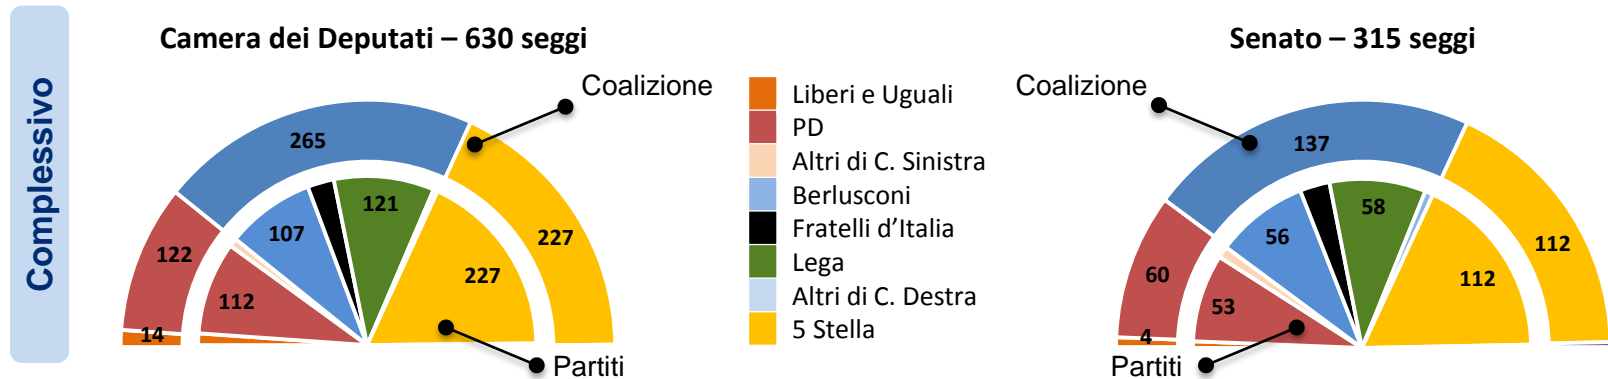 Complessivo
Camera dei Deputati – 630 seggi
Coalizione
265
122
14
227
107
121
112
227
Partiti
Liberi e Uguali
PD
Altri di C. Sinistra
Berlusconi
Fratelli d'Italia
Lega
Altri di C. Destra
5 Stella
Senato – 315 seggi
Coalizione
137
60
4
112
56
58
53
112
Partiti